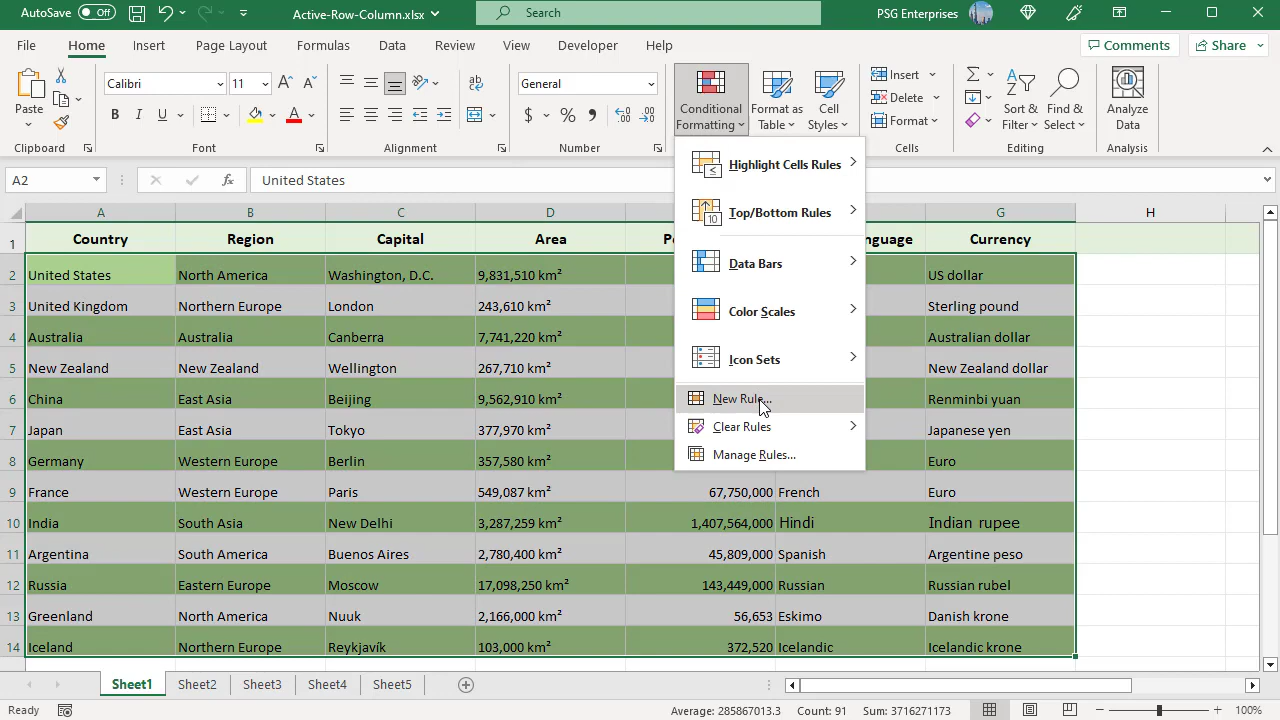 AutoSave Off Active-Row-Column.xlsx Search PSG Enterprises
File Home Insert Page Layout Formulas Data Review View Developer Help Comments Share
Paste Calibri 11 General Conditional Formatting Format as Table Cell Styles Insert Delete Format Sort & Filter Find & Select Analyze Data
Clipboard Font Alignment Number Cells Editing Analysis
A2 United States
A B C D G H
1 Country Region Capital Area Currency
2 United States North America Washington, D.C. 9,831,510 km² US dollar
3 United Kingdom Northern Europe London 243,610 km² Sterling pound
4 Australia Australia Canberra 7,741,220 km² Australian dollar
5 New Zealand New Zealand Wellington 267,710 km² New Zealand dollar
6 China East Asia Beijing 9,562,910 km² Renminbi yuan
7 Japan East Asia Tokyo 377,970 km² Japanese yen
8 Germany Western Europe Berlin 357,580 km² Euro
9 France Western Europe Paris 549,087 km² 67,750,000 French Euro
10 India South Asia New Delhi 3,287,259 km² 1,407,564,000 Hindi Indian rupee
11 Argentina South America Buenos Aires 2,780,400 km² 45,809,000 Spanish Argentine peso
12 Russia Eastern Europe Moscow 17,098,250 km² 143,449,000 Russian Russian rubel
13 Greenland North America Nuuk 2,166,000 km² 56,653 Eskimo Danish krone
14 Iceland Northern Europe Reykjavík 103,000 km² 372,520 Icelandic Icelandic krone
Highlight Cells Rules
Top/Bottom Rules
Data Bars
Color Scales
Icon Sets
New Rule...
Clear Rules
Manage Rules...
Sheet1 Sheet2 Sheet3 Sheet4 Sheet5
Ready Average: 285867013.3 Count: 91 Sum: 3716271173 100%